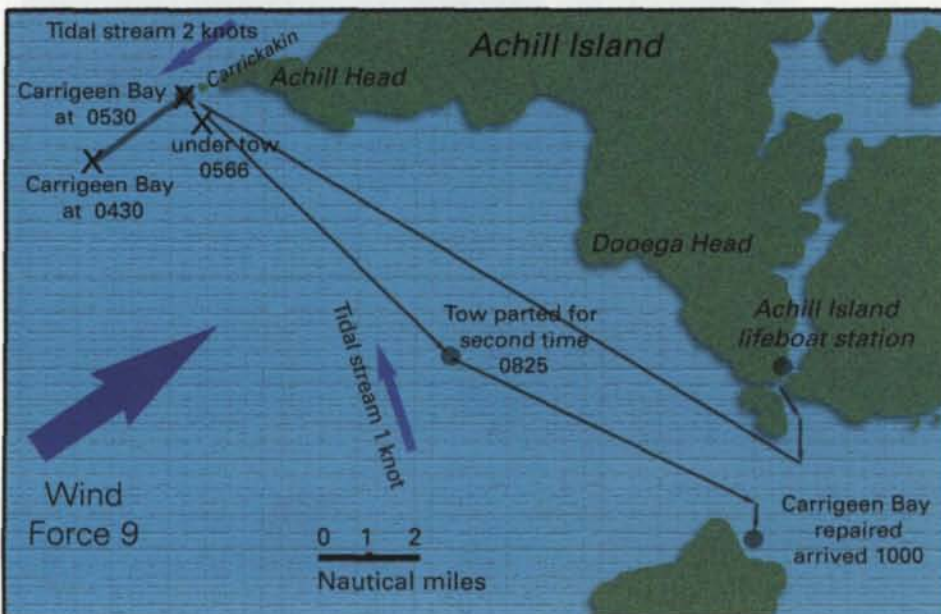 Tidal stream 2 knots
Achill Island
Carrickakin
Achill Head
Carrigeen Bay
at 0530
under tow
0566
Carrigeen Bay
at 0430
Dooega Head
Tow parted for
second time
0825
Achill Island
lifeboat station
Tidal stream 1 knot
Wind
Force 9
0 1 2
Nautical miles
Carrigeen Bay
repaired
arrived 1000